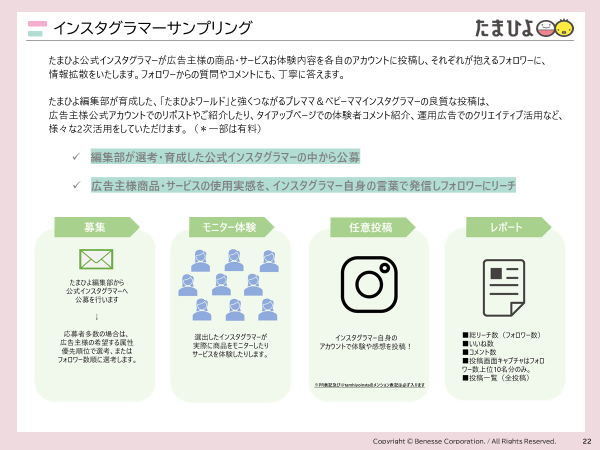 インスタグラマーサンプリング
たまひよ
たまひよ公式インスタグラマーが広告主様の商品・サービスお体験内容を各自のアカウントに投稿し、それぞれが抱えるフォロワーに、
情報拡散をいたします。フォロワーからの質問やコメントにも、丁寧に答えます。
たまひよ編集部が育成した、「たまひよワールド」と強くつながるプレママ＆ベビーママインスタグラマーの良質な投稿は、
広告主様公式アカウントでのリポストやご紹介したり、タイアップページでの体験者コメント紹介、運用広告でのクリエイティブ活用など、
様々な2次活用をしていただけます。（＊一部は有料）
✓ 編集部が選考・育成した公式インスタグラマーの中から公募
✓ 広告主様商品・サービスの使用実感を、インスタグラマー自身の言葉で発信しフォロワーにリーチ
募集
たまひよ編集部から
公式インスタグラマーへ
公募を行います
↓
応募者多数の場合は、
広告主様の希望する属性
優先順位で選考、または
フォロワー数順に選考します。
モニター体験
選出したインスタグラマーが
実際に商品をモニターしたり
サービスを体験したりします。
任意投稿
インスタグラマー自身の
アカウントで体験や感想を投稿！
※PR表記及び@tamahiyoinstaのメンション表記は必ず入ります
レポート
■総リーチ数（フォロワー数）
■いいね数
■コメント数
■投稿画面キャプチャはフォロ
ワー数上位10名分のみ。
■投稿一覧（全投稿）
Copyright © Benesse Corporation. / All Rights Reserved.
22